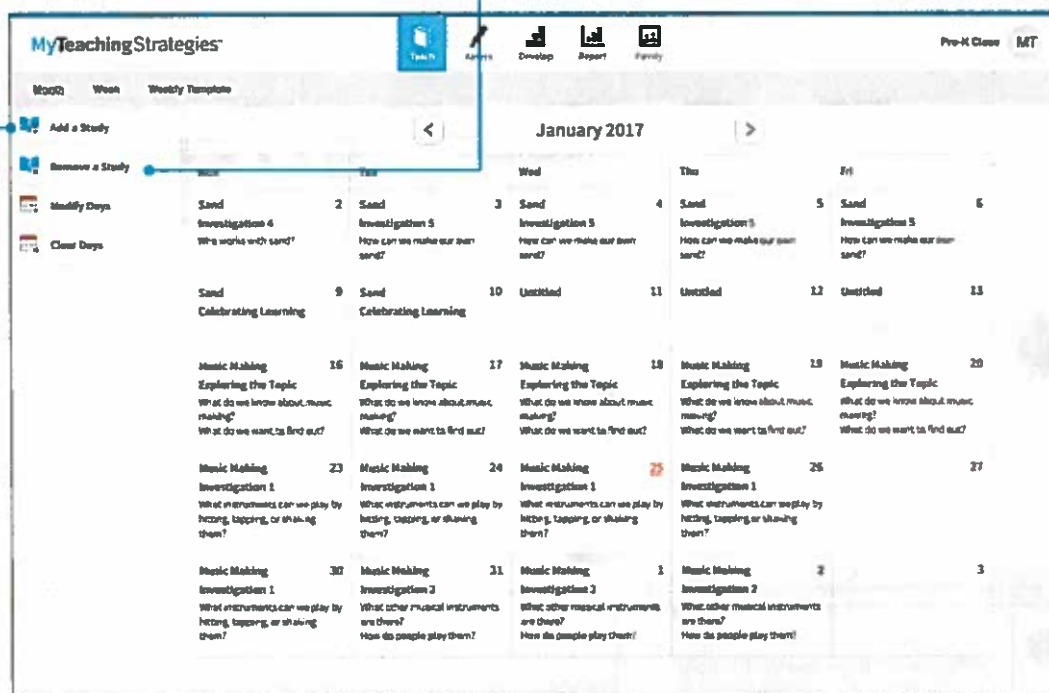 MyTeachingStrategies™
Teach
Assess
Develop
Report
Family
Pre-K Class MT
Month Week Weekly Template
Add a Study
Remove a Study
Modify Days
Clear Days
< January 2017 >
Mon Tue Wed Thu Fri
Sand 2 Sand 3 Sand 4 Sand 5 Sand 6
Investigation 4 Investigation 5 Investigation 5 Investigation 5 Investigation 5
Who works with sand? How can we make our own How can we make our own How can we make our own How can we make our own
sand? sand? sand? sand?
Sand 9 Sand 10 Untitled 11 Untitled 12 Untitled 13
Celebrating Learning Celebrating Learning
Music Making 16 Music Making 17 Music Making 18 Music Making 19 Music Making 20
Exploring the Topic Exploring the Topic Exploring the Topic Exploring the Topic Exploring the Topic
What do we know about music What do we know about music What do we know about music What do we know about music What do we know about music
making? making? making? making? making?
What do we want to find out? What do we want to find out? What do we want to find out? What do we want to find out? What do we want to find out?
Music Making 23 Music Making 24 Music Making 25 Music Making 26 27
Investigation 1 Investigation 1 Investigation 1 Investigation 1
What instruments can we play by What instruments can we play by What instruments can we play by What instruments can we play by
hitting, tapping, or shaking hitting, tapping, or shaking hitting, tapping, or shaking hitting, tapping, or shaking
them? them? them? them?
Music Making 30 Music Making 31 Music Making 1 Music Making 2 3
Investigation 1 Investigation 2 Investigation 2 Investigation 2
What instruments can we play by What other musical instruments What other musical instruments What other musical instruments
hitting, tapping, or shaking are there? are there? are there?
them? How do people play them? How do people play them? How do people play them?